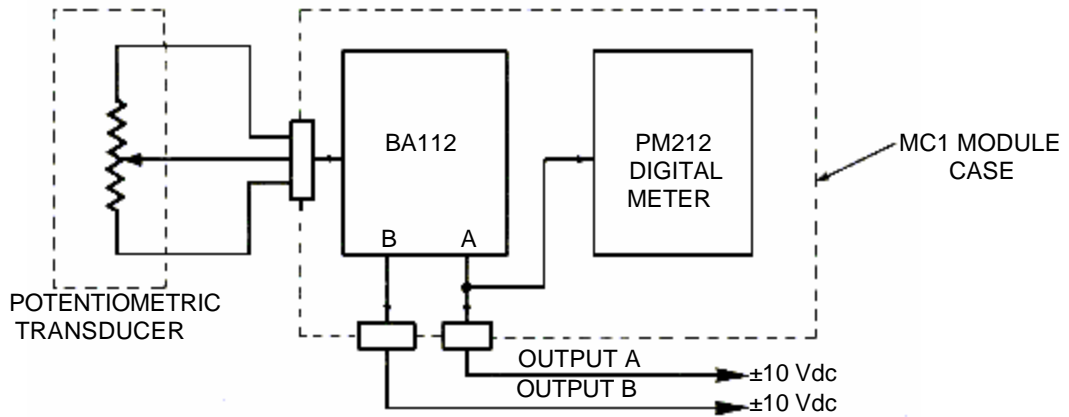 BA112
PM212
DIGITAL
METER
MC1 MODULE
CASE
B
A
POTENTIOMETRIC
TRANSDUCER
OUTPUT A
±10 Vdc
OUTPUT B
±10 Vdc